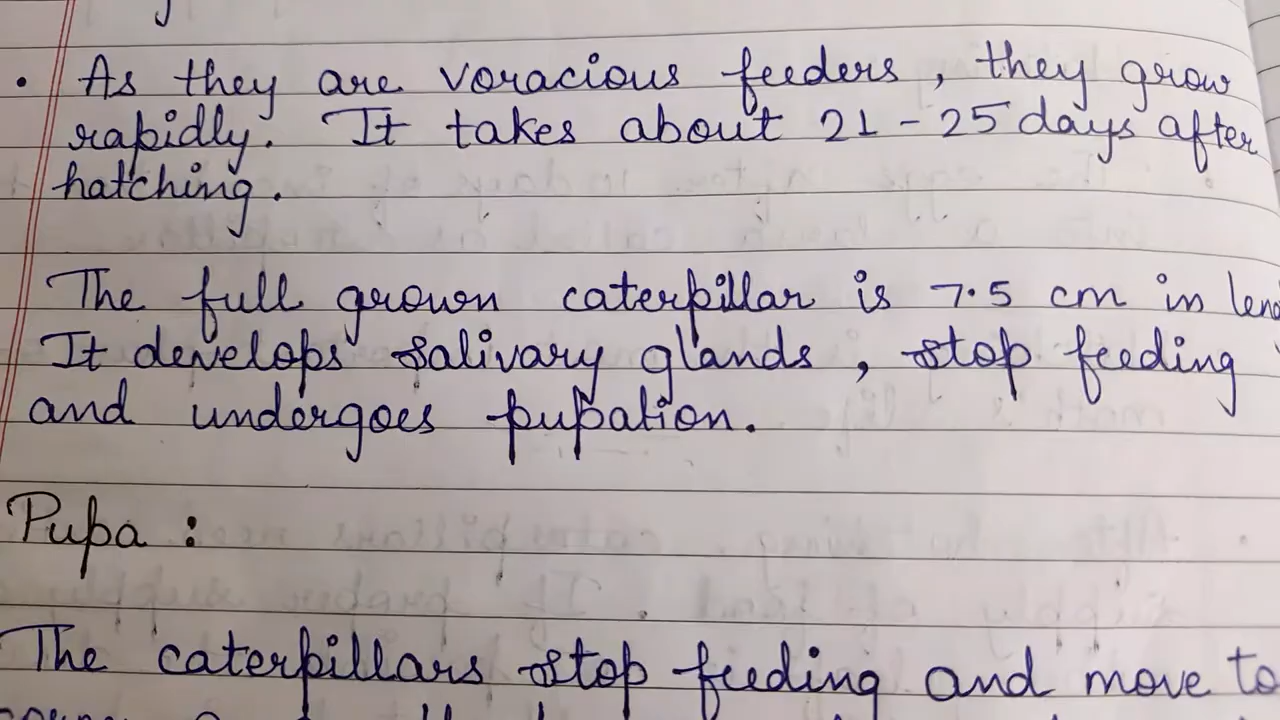 • As they are voracious feeders, they grow
rapidly. It takes about 21-25 days after
hatching.
The full grown caterpillar is 7.5 cm in
It develops salivary glands, stop feeding
and undergoes pupation.
Pupa :
The caterpillars stop feeding and move to